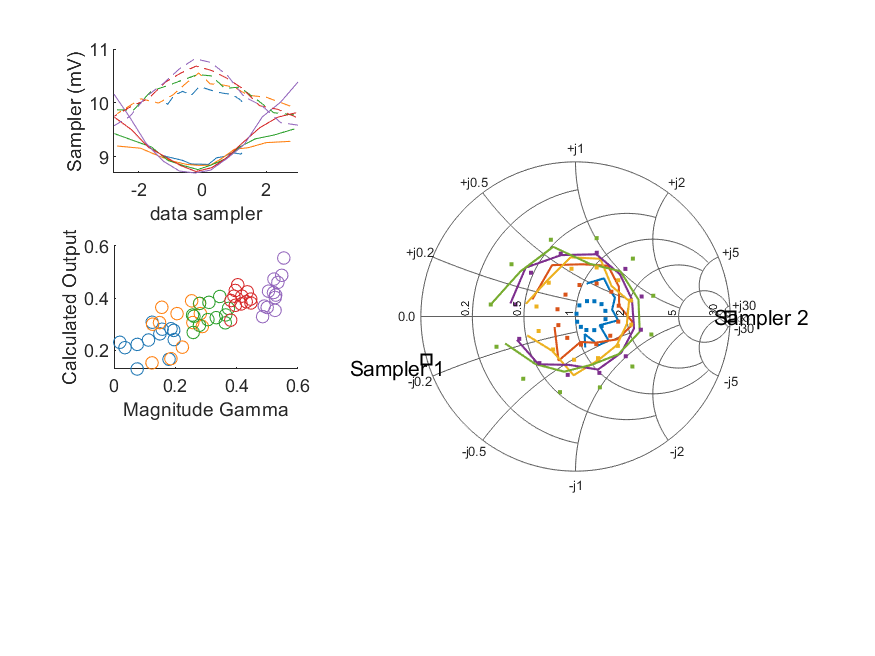 11
10
9
Sampler (mV)
-2 0 2
data sampler
0.6
0.4
0.2
Calculated Output
0 0.2 0.4 0.6
Magnitude Gamma
+j1
+j0.5 +j2
+j0.2 +j5
0.0 0.2 0.5 1 2 5 30
+j30
Sampler 2
-j30
Sampler 1
-j0.2 -j5
-j0.5 -j2
-j1